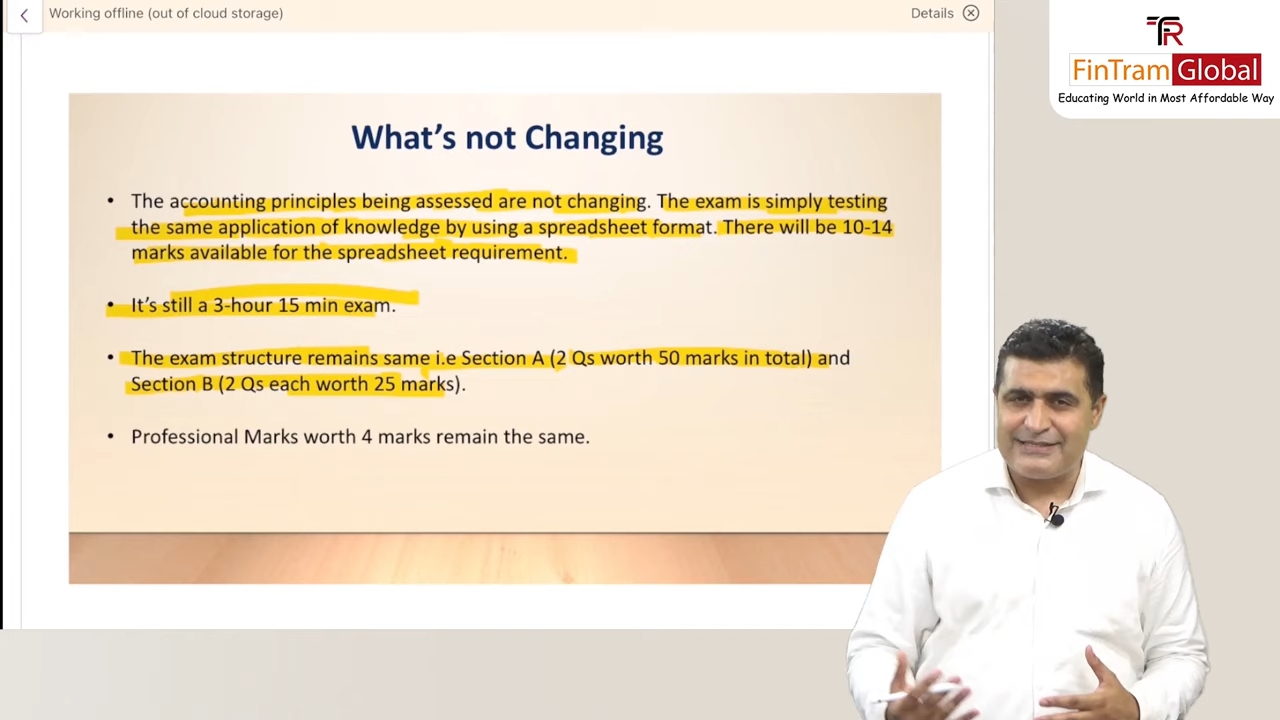 Working offline (out of cloud storage)
Details
TR
FinTram Global
Educating World in Most Affordable Way
What's not Changing
• The accounting principles being assessed are not changing. The exam is simply testing
the same application of knowledge by using a spreadsheet format. There will be 10-14
marks available for the spreadsheet requirement.
• It's still a 3-hour 15 min exam.
• The exam structure remains same i.e Section A (2 Qs worth 50 marks in total) and
Section B (2 Qs each worth 25 marks).
• Professional Marks worth 4 marks remain the same.